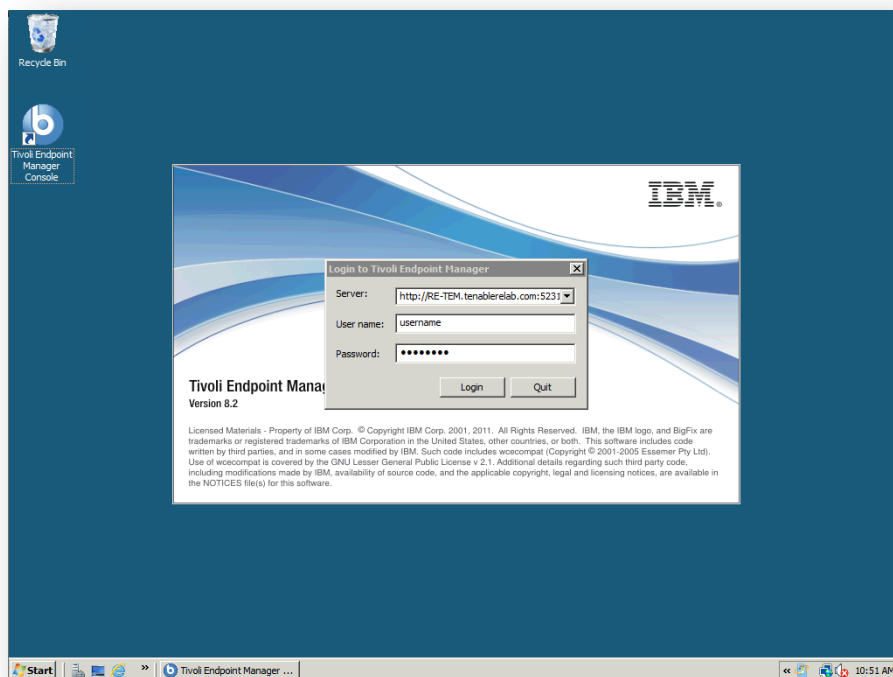 Recycle Bin
Tivoli Endpoint
Manager
Console
IBM®
Login to Tivoli Endpoint Manager
Server:
http://RE-TEM.tenablerelab.com:5231
User name:
username
Password:
••••••••
Login
Quit
Tivoli Endpoint Mana
Version 8.2
Licensed Materials - Property of IBM Corp. © Copyright IBM Corp. 2001, 2011. All Rights Reserved. IBM, the IBM logo, and BigFix are
trademarks or registered trademarks of IBM Corporation in the United States, other countries, or both. This software includes code
written by third parties, and in some cases modified by IBM. Such code includes wcecompat (Copyright © 2001-2005 Essemer Pty Ltd).
Use of wcecompat is covered by the GNU Lesser General Public License v 2.1. Additional details regarding such third party code,
including modifications made by IBM, availability of source code, and the applicable copyright, legal and licensing notices, are available in
the NOTICES file(s) for this software.
Start
»
Tivoli Endpoint Manager ...
«
10:51 AM